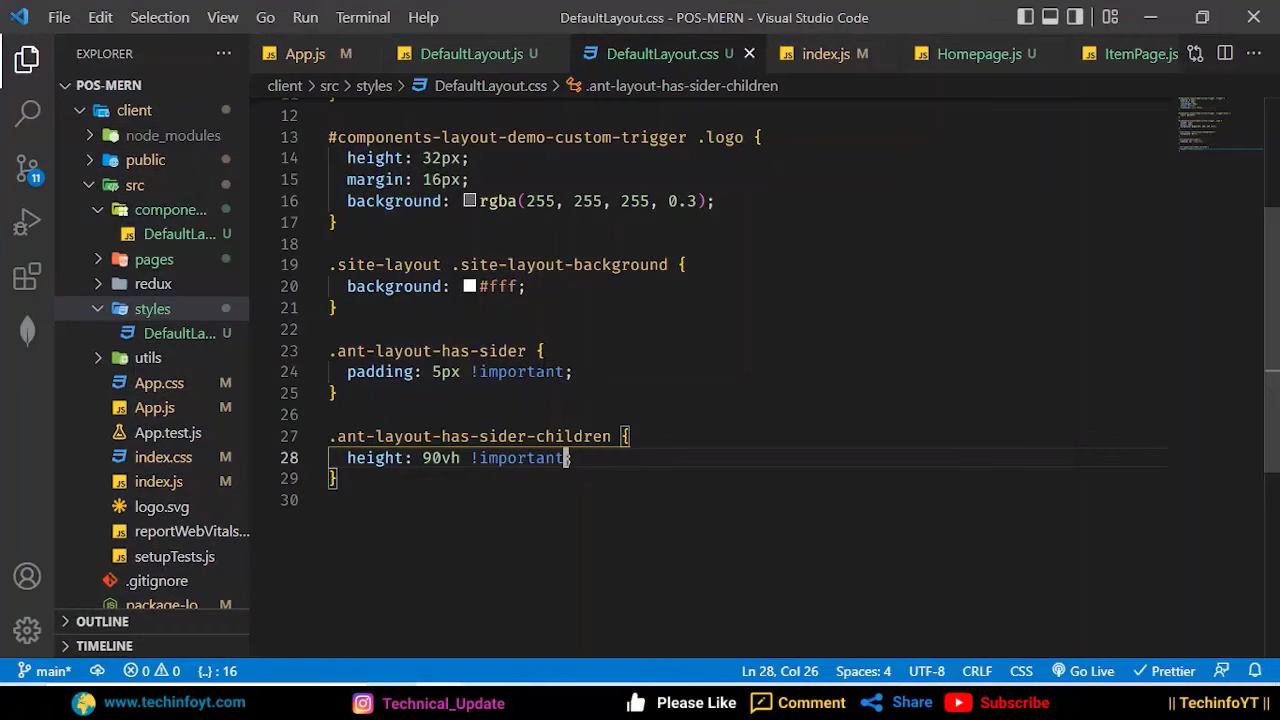 File Edit Selection View Go Run Terminal Help DefaultLayout.css - POS-MERN - Visual Studio Code
EXPLORER
App.js M DefaultLayout.js U DefaultLayout.css U index.js M Homepage.js U ItemPage.js
POS-MERN
client > src > styles > DefaultLayout.css > .ant-layout-has-sider-children
client
node_modules
public
src
compone...
DefaultLa... U
pages
redux
styles
DefaultLa... U
utils
App.css M
App.js M
App.test.js
index.css M
index.js M
logo.svg
reportWebVitals...
setupTests.js
.gitignore
package-lo M
OUTLINE
TIMELINE
11
12
13 #components-layout-demo-custom-trigger .logo {
14 height: 32px;
15 margin: 16px;
16 background: rgba(255, 255, 255, 0.3);
17 }
18
19 .site-layout .site-layout-background {
20 background: #fff;
21 }
22
23 .ant-layout-has-sider {
24 padding: 5px !important;
25 }
26
27 .ant-layout-has-sider-children {
28 height: 90vh !important;
29 }
30
main* 0 0 {..} : 16 Ln 28, Col 26 Spaces: 4 UTF-8 CRLF CSS Go Live Prettier
www.techinfoyt.com Technical_Update Please Like Comment Share Subscribe || TechinfoYT ||